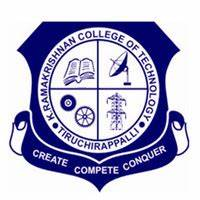 K.RAMAKRISHNAN COLLEGE OF TECHNOLOGY
TIRUCHIRAPPALLI
CREATE COMPETE CONQUER